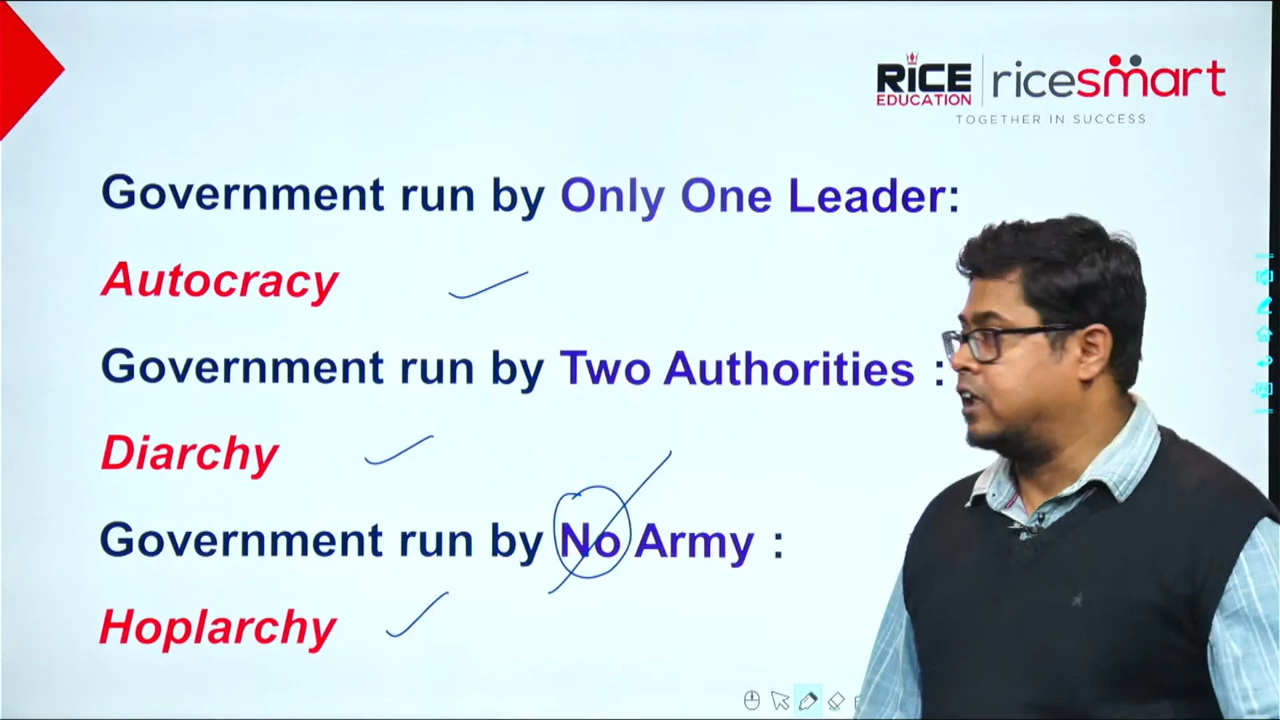 RICE EDUCATION ricesmart
TOGETHER IN SUCCESS
Government run by Only One Leader:
Autocracy
Government run by Two Authorities :
Diarchy
Government run by No Army :
Hoplarchy